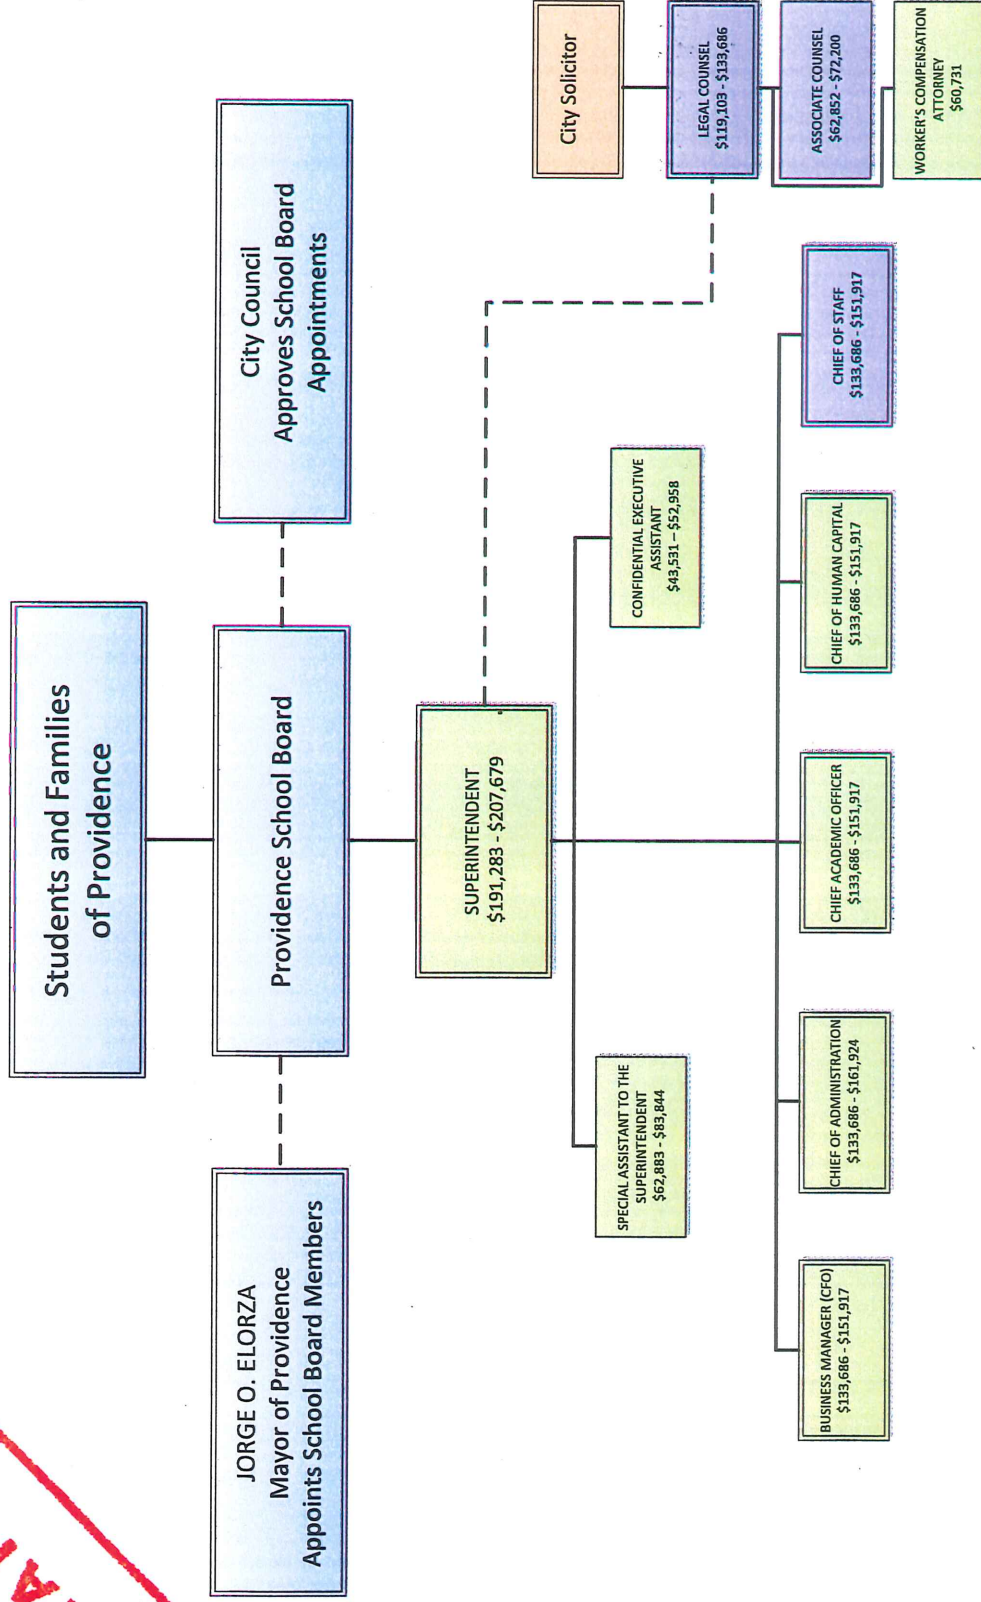 Students and Families
of Providence
JORGE O. ELORZA
Mayor of Providence
Appoints School Board Members
Providence School Board
City Council
Approves School Board
Appointments
SUPERINTENDENT
$191,283 - $207,679
City Solicitor
LEGAL COUNSEL
$119,103 - $133,686
ASSOCIATE COUNSEL
$62,852 - $72,200
WORKER'S COMPENSATION
ATTORNEY
$60,731
SPECIAL ASSISTANT TO THE
SUPERINTENDENT
$62,883 - $83,844
CONFIDENTIAL EXECUTIVE
ASSISTANT
$43,531 – $52,958
BUSINESS MANAGER (CFO)
$133,686 - $151,917
CHIEF OF ADMINISTRATION
$133,686 - $161,924
CHIEF ACADEMIC OFFICER
$133,686 - $151,917
CHIEF OF HUMAN CAPITAL
$133,686 - $151,917
CHIEF OF STAFF
$133,686 - $151,917